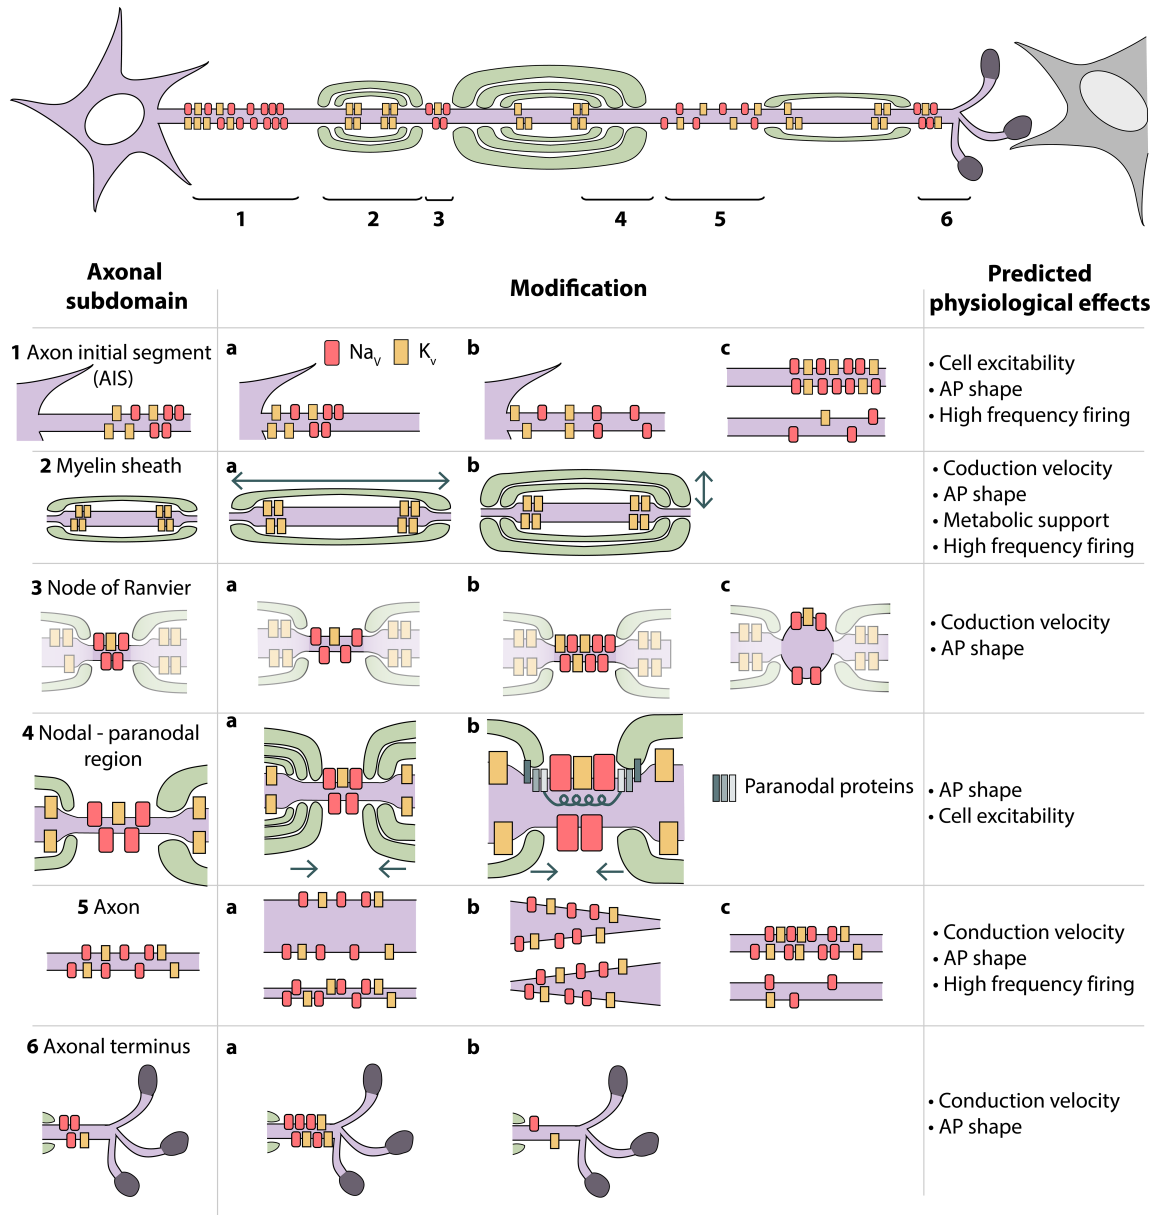 1
2
3
4
5
6
Axonal
subdomain
Modification
Predicted
physiological effects
1 Axon initial segment
(AIS)
a
Nav
Kv
b
c
• Cell excitability
• AP shape
• High frequency firing
2 Myelin sheath
a
b
• Coduction velocity
• AP shape
• Metabolic support
• High frequency firing
3 Node of Ranvier
a
b
c
• Coduction velocity
• AP shape
4 Nodal - paranodal
region
a
b
Paranodal proteins
• AP shape
• Cell excitability
5 Axon
a
b
c
• Conduction velocity
• AP shape
• High frequency firing
6 Axonal terminus
a
b
• Conduction velocity
• AP shape